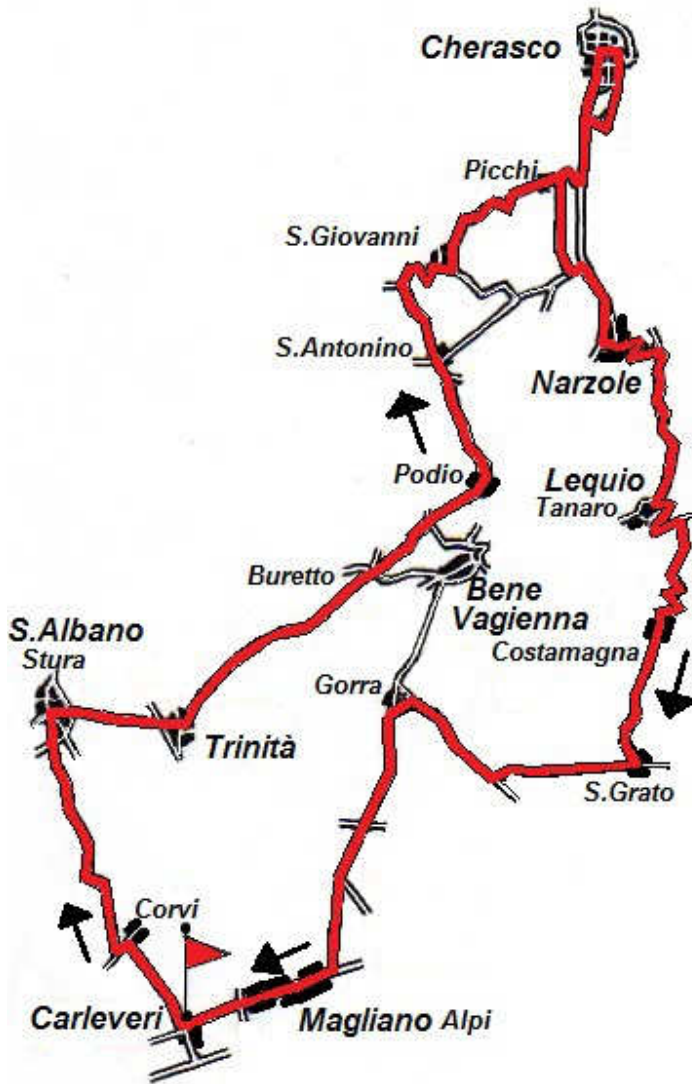 Cherasco
Picchi
S.Giovanni
S.Antonino
Narzole
Podio
Lequio
Tanaro
Buretto
Bene
Vagienna
S.Albano
Stura
Costamagna
Gorra
Trinità
S.Grato
Corvi
Carleveri
Magliano Alpi